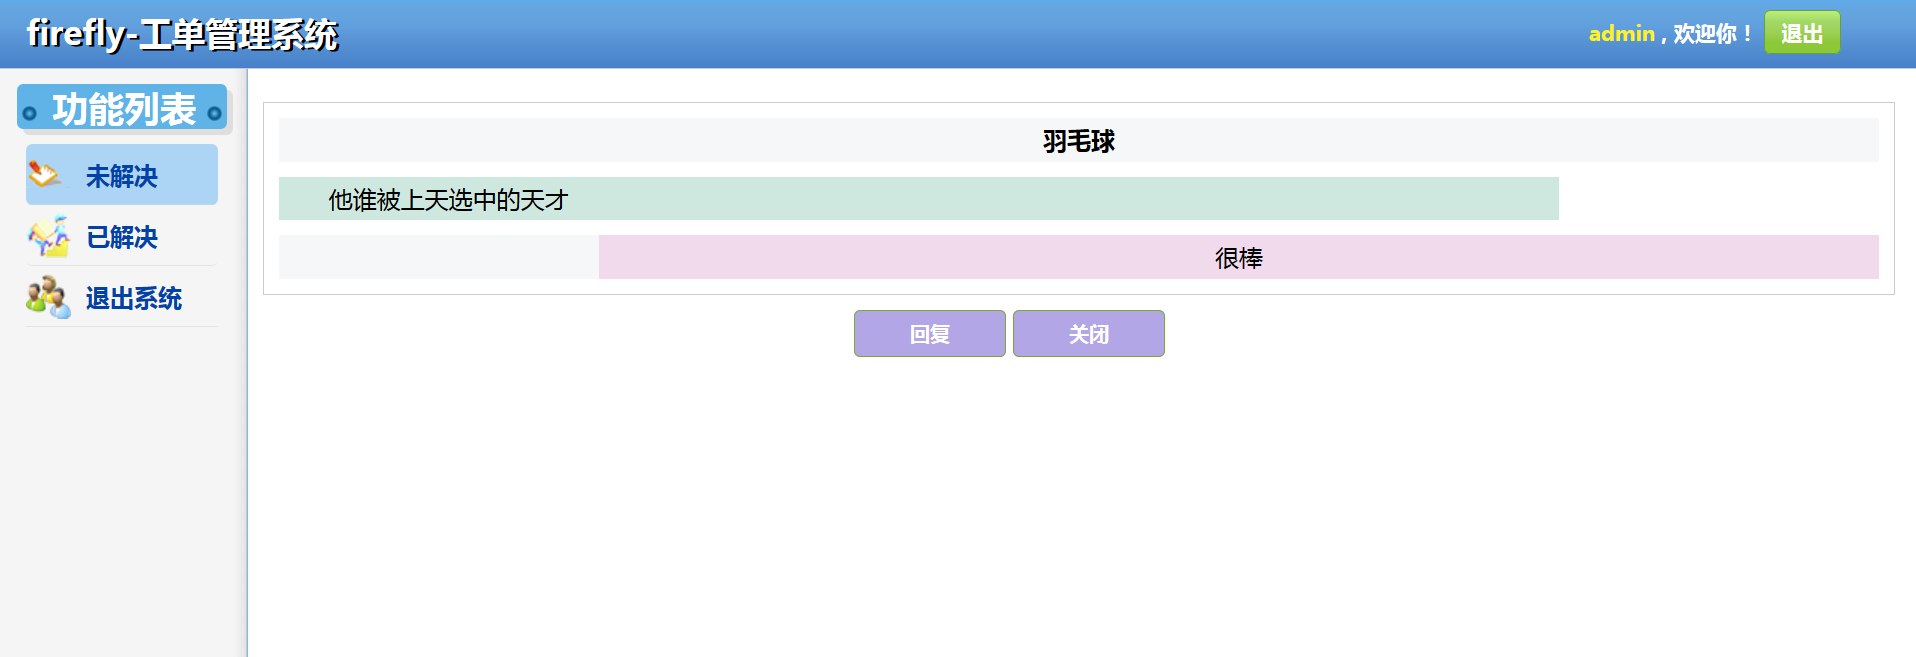 firefly-工单管理系统
admin , 欢迎你！ 退出
功能列表
未解决
已解决
退出系统
羽毛球
他谁被上天选中的天才
很棒
回复 关闭